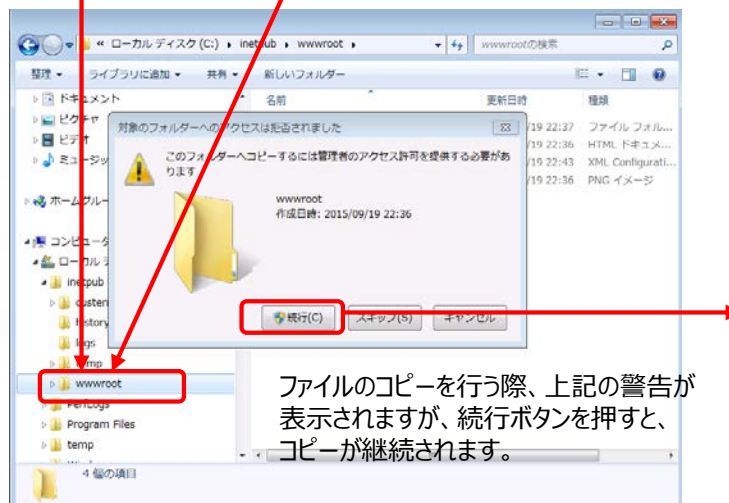 « ローカル ディスク (C:) ▸ inetpub ▸ wwwroot ▸
wwwrootの検索
整理 ▾ ライブラリに追加 ▾ 共有 ▾ 新しいフォルダー
ドキュメント
ピクチャ
ビデオ
ミュージッ
ホームグルー
コンピュータ
ローカル
inetpub
custer
history
logs
temp
wwwroot
PerfLogs
Program Files
temp
名前 更新日時 種類
/19 22:37 ファイル フォル...
/19 22:36 HTML ドキュメ...
/19 22:43 XML Configurati...
/19 22:36 PNG イメージ
対象のフォルダーへのアクセスは拒否されました
このフォルダーへコピーするには管理者のアクセス許可を提供する必要があ
ります
wwwroot
作成日時: 2015/09/19 22:36
続行(C) スキップ(S) キャンセル
ファイルのコピーを行う際、上記の警告が
表示されますが、続行ボタンを押すと、
コピーが継続されます。
4 個の項目